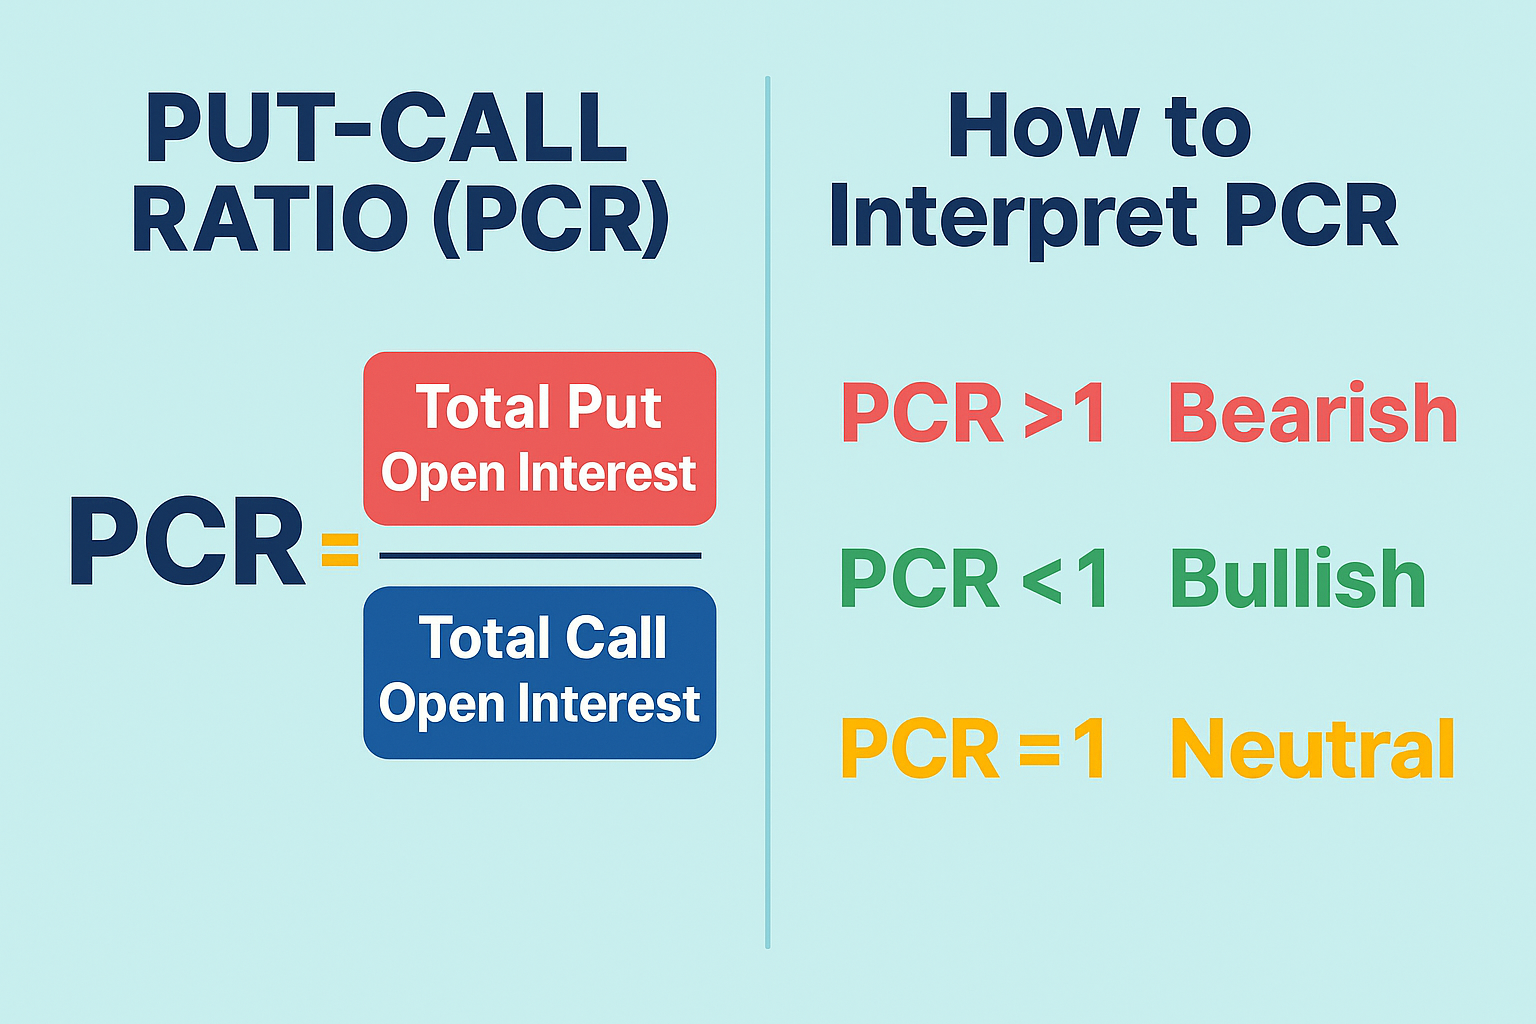 PUT-CALL
RATIO (PCR)
PCR =
Total Put
Open Interest
Total Call
Open Interest
How to
Interpret PCR
PCR >1 Bearish
PCR <1 Bullish
PCR =1 Neutral